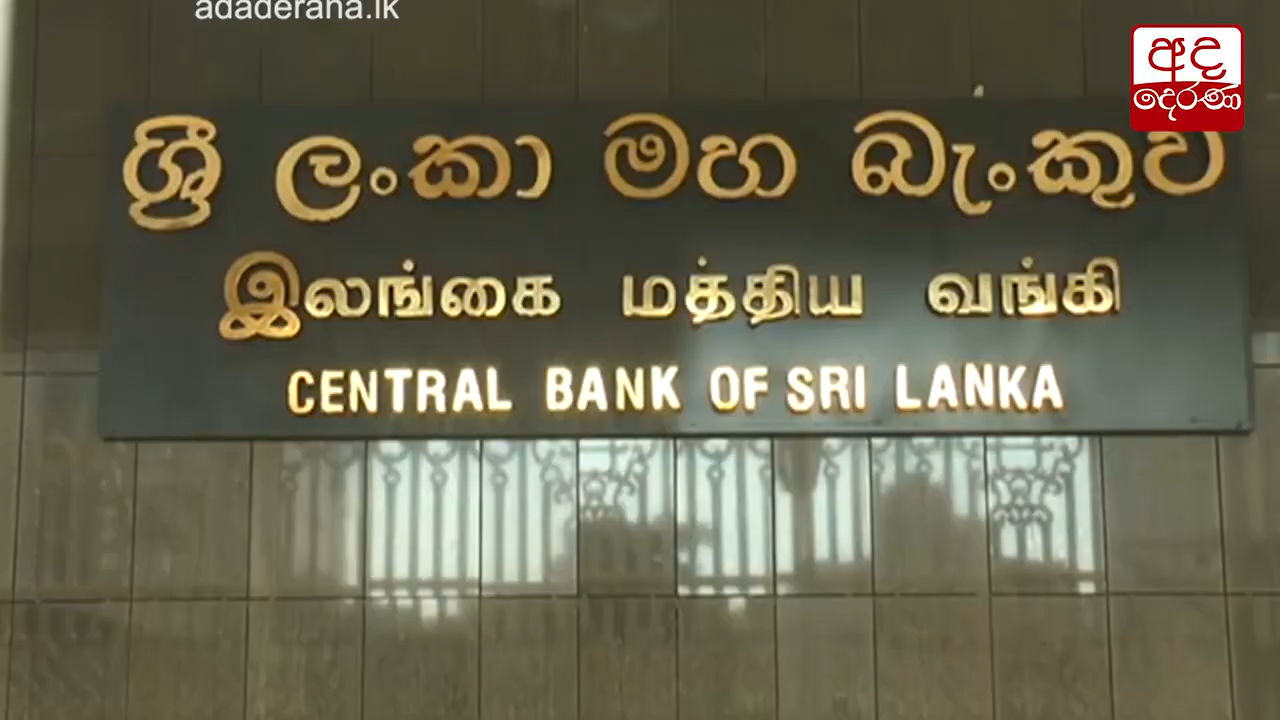 adaderana.lk
අද
දෙරණ
ශ්‍රී ලංකා මහ බැංකුව
இலங்கை மத்திய வங்கி
CENTRAL BANK OF SRI LANKA